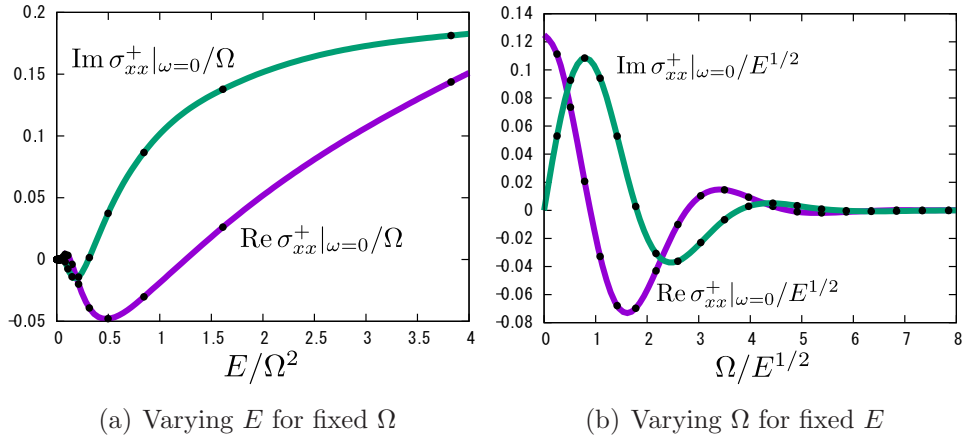 0.2
0.15
0.1
0.05
0
-0.05
0 0.5 1 1.5 2 2.5 3 3.5 4
Im σ⁺ₓₓ|ω=0/Ω
Re σ⁺ₓₓ|ω=0/Ω
E/Ω²
(a) Varying E for fixed Ω
0.14
0.12
0.10
0.08
0.06
0.04
0.02
0
-0.02
-0.04
-0.06
-0.08
0 1 2 3 4 5 6 7 8
Im σ⁺ₓₓ|ω=0/E^1/2
Re σ⁺ₓₓ|ω=0/E^1/2
Ω/E^1/2
(b) Varying Ω for fixed E